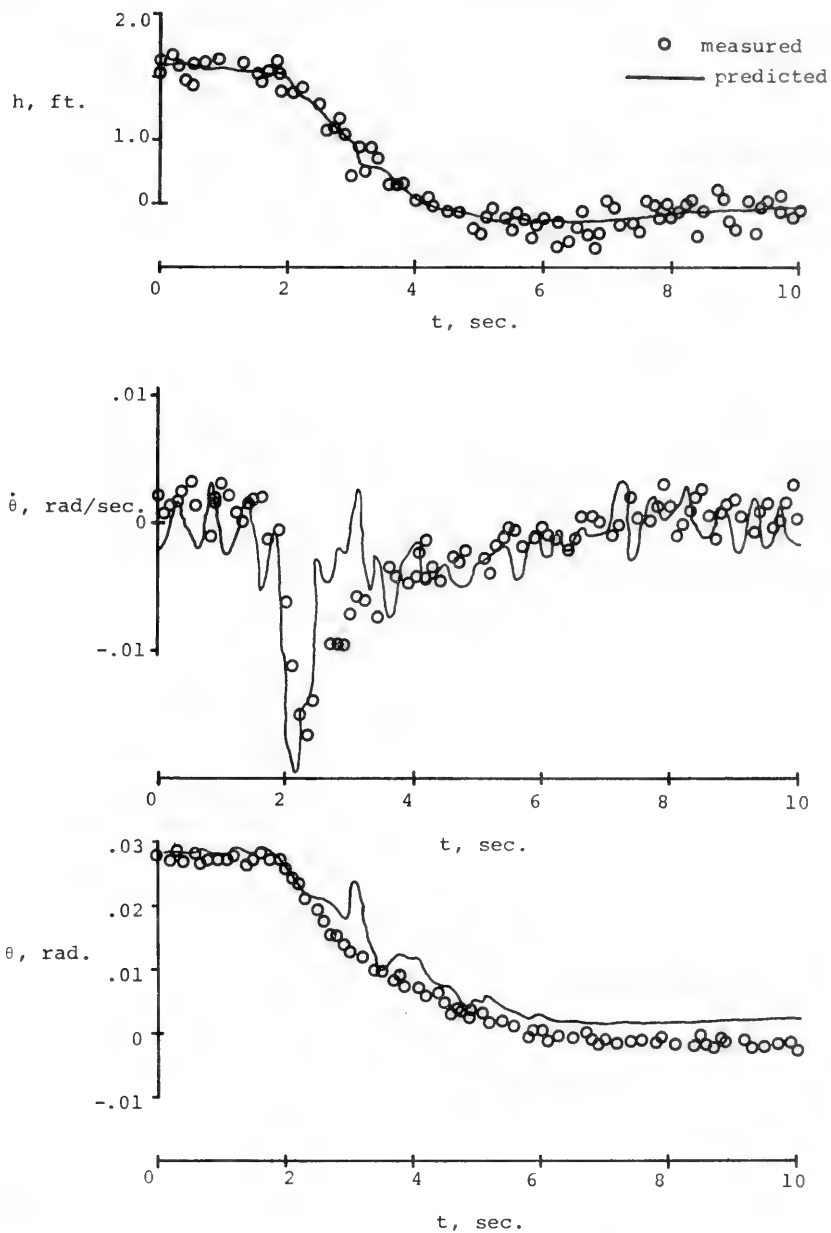 2.0
measured
predicted
h, ft.
1.0
0
0 2 4 6 8 10
t, sec.
.01
θ̇, rad/sec.
0
-.01
0 2 4 6 8 10
t, sec.
.03
.02
θ, rad.
.01
0
-.01
0 2 4 6 8 10
t, sec.